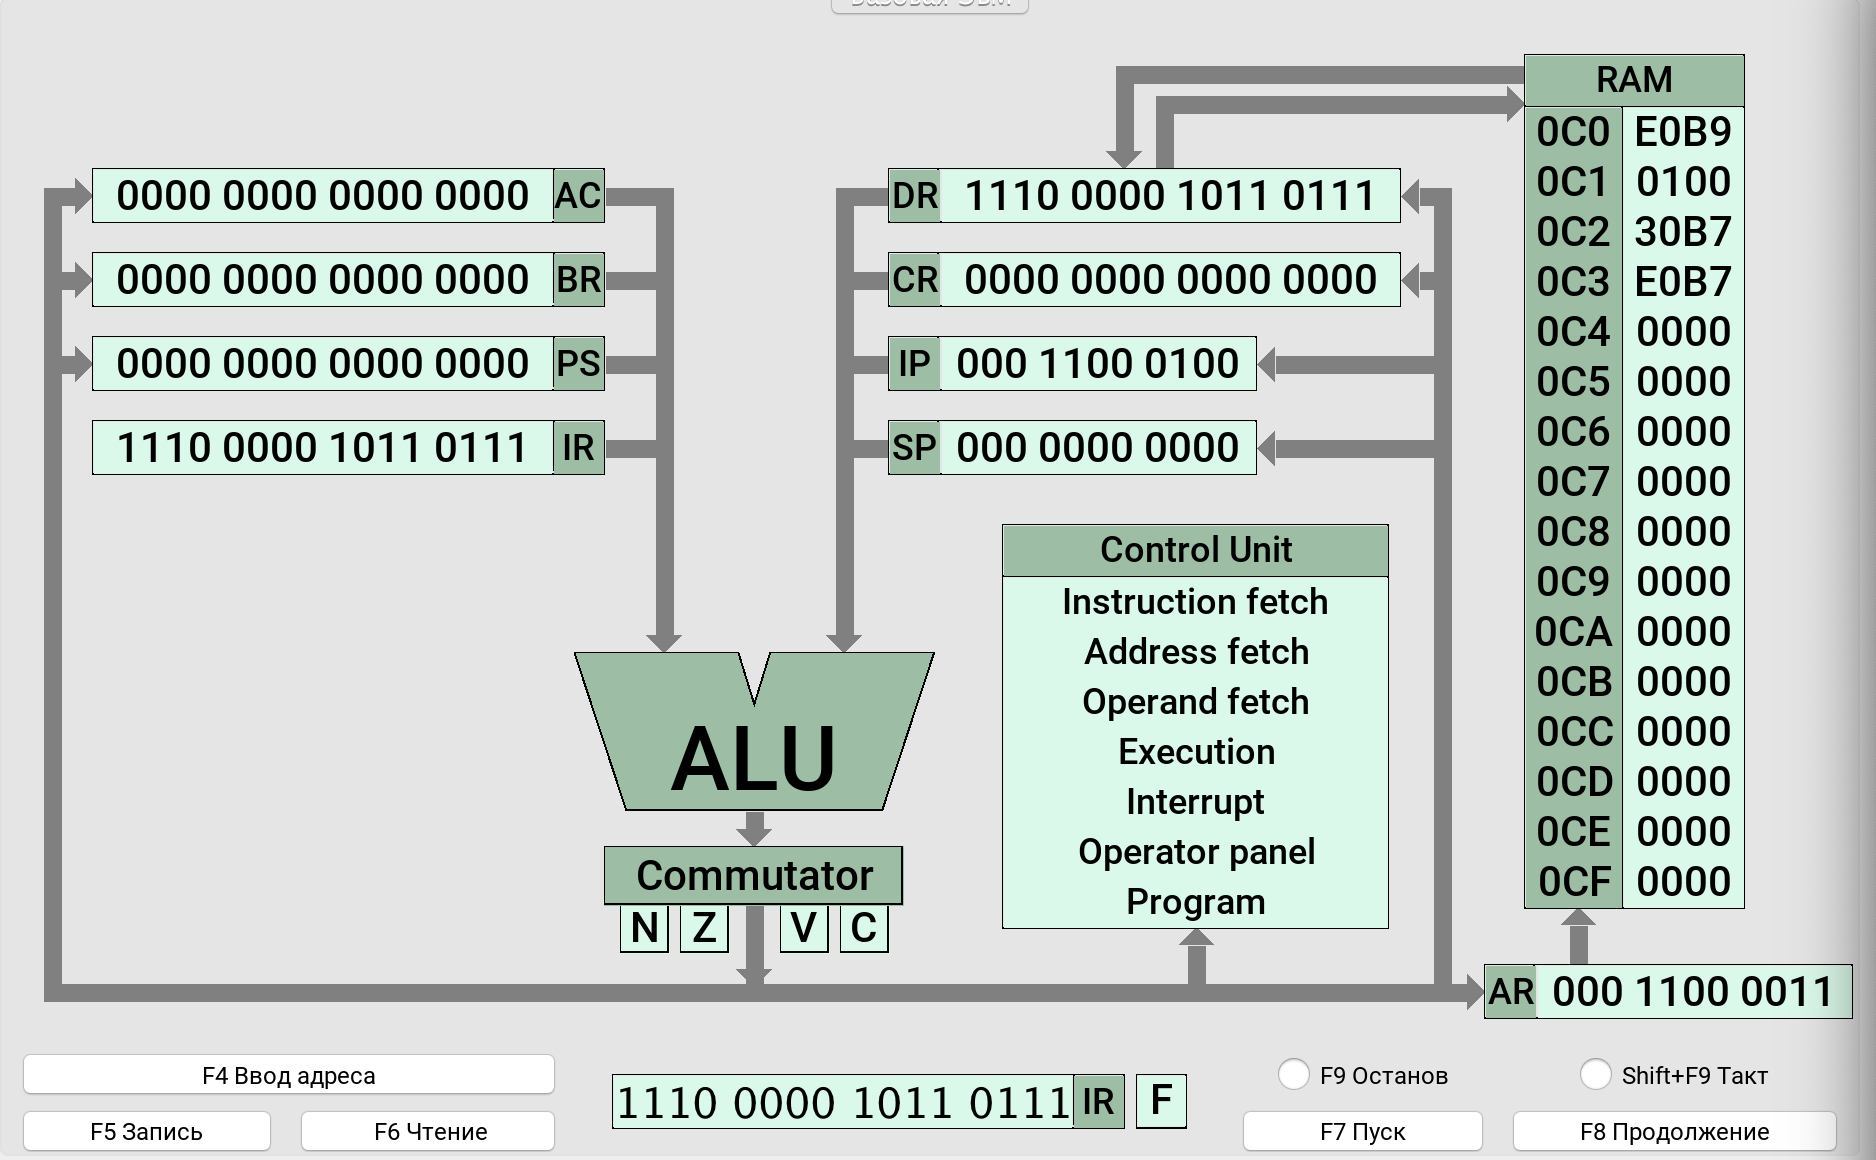 RAM
0C0 E0B9
0C1 0100
0C2 30B7
0C3 E0B7
0C4 0000
0C5 0000
0C6 0000
0C7 0000
0C8 0000
0C9 0000
0CA 0000
0CB 0000
0CC 0000
0CD 0000
0CE 0000
0CF 0000
0000 0000 0000 0000 AC
0000 0000 0000 0000 BR
0000 0000 0000 0000 PS
1110 0000 1011 0111 IR
DR 1110 0000 1011 0111
CR 0000 0000 0000 0000
IP 000 1100 0100
SP 000 0000 0000
Control Unit
Instruction fetch
Address fetch
Operand fetch
Execution
Interrupt
Operator panel
Program
ALU
Commutator
N Z V C
AR 000 1100 0011
F4 Ввод адреса
F5 Запись
F6 Чтение
1110 0000 1011 0111 IR F
F9 Останов
Shift+F9 Такт
F7 Пуск
F8 Продолжение